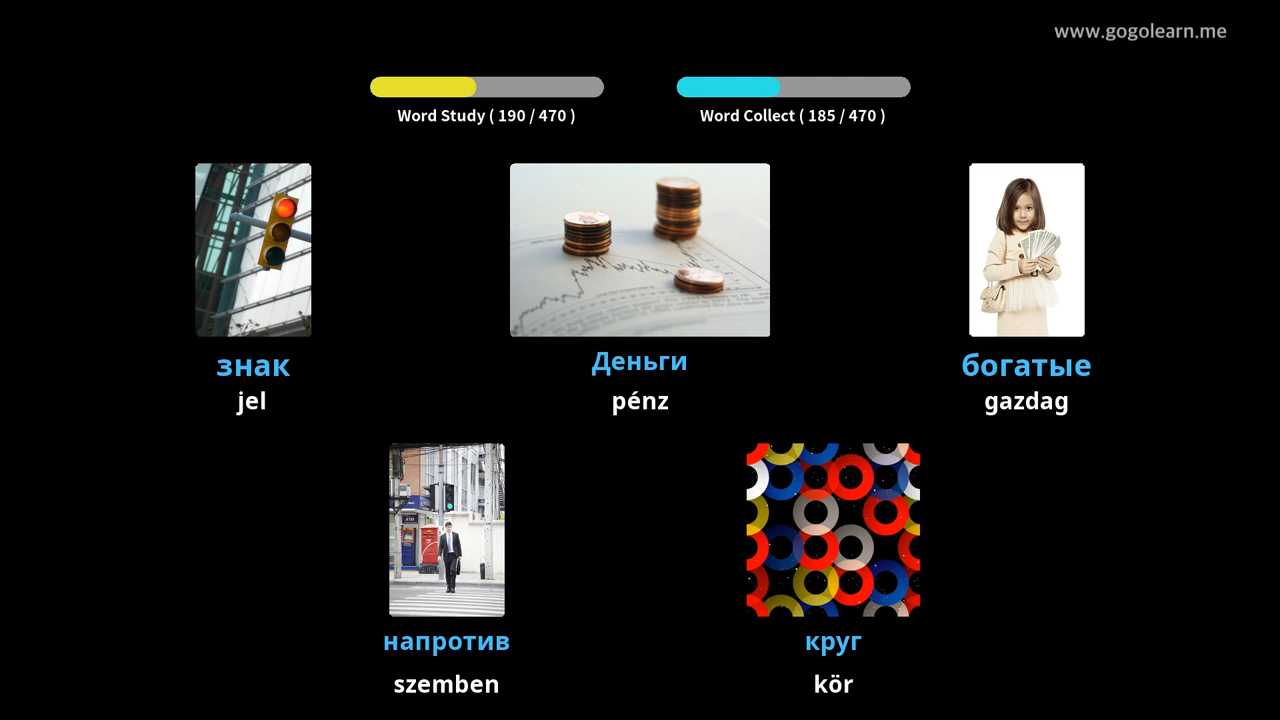 www.gogolearn.me
Word Study ( 190 / 470 )
Word Collect ( 185 / 470 )
знак
jel
Деньги
pénz
богатые
gazdag
напротив
szemben
круг
kör